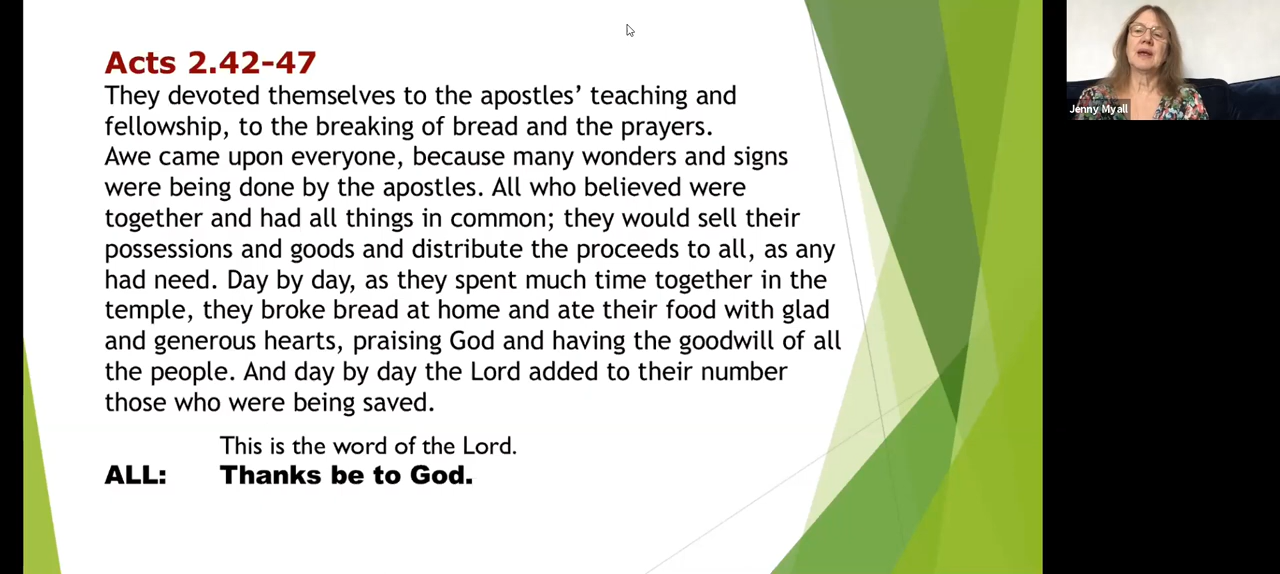 Acts 2.42-47
They devoted themselves to the apostles’ teaching and
fellowship, to the breaking of bread and the prayers.
Awe came upon everyone, because many wonders and signs
were being done by the apostles. All who believed were
together and had all things in common; they would sell their
possessions and goods and distribute the proceeds to all, as any
had need. Day by day, as they spent much time together in the
temple, they broke bread at home and ate their food with glad
and generous hearts, praising God and having the goodwill of all
the people. And day by day the Lord added to their number
those who were being saved.
This is the word of the Lord.
ALL: Thanks be to God.
Jenny Myall